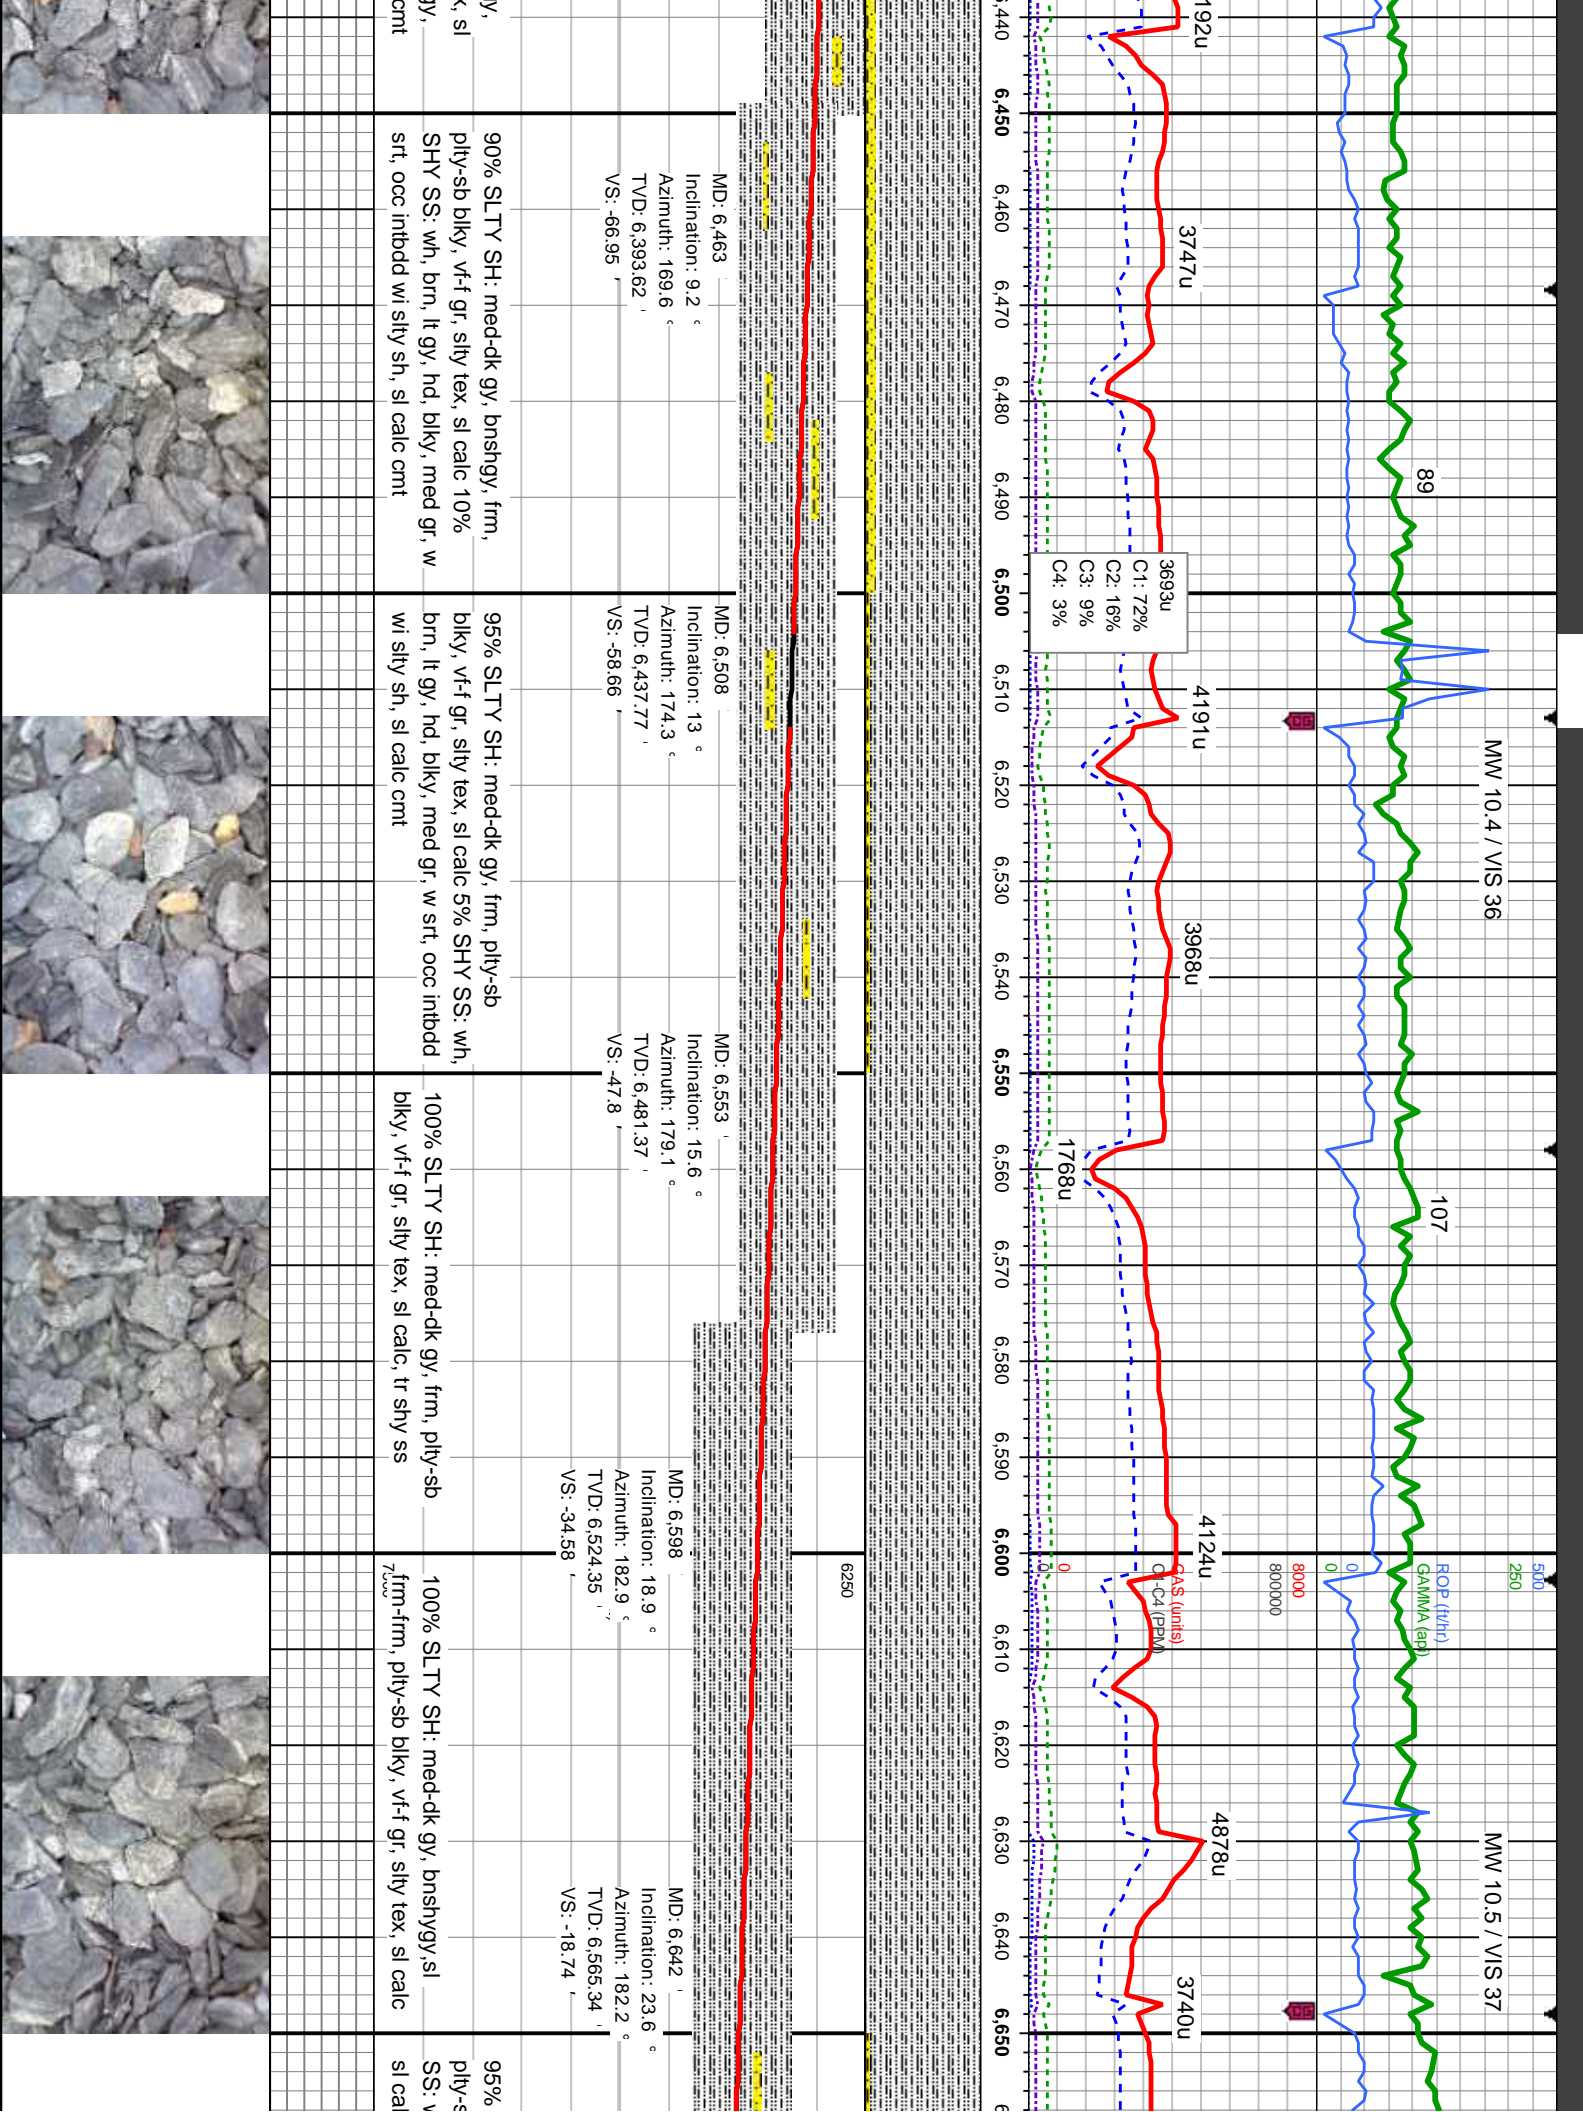 192u
3747u
89
3693u
C1: 72%
C2: 16%
C3: 9%
C4: 3%
4191u
MW 10.4 / VIS 36
3968u
1768u
107
4124u
500
250
ROP (ft/hr)
GAMMA (api)
0
0
8000
80000
GAS (units)
C1-C4 (PPM)
0
0
4878u
MW 10.5 / VIS 37
3740u
,440
6,450
6,460
6,470
6,480
6,490
6,500
6,510
6,520
6,530
6,540
6,550
6,560
6,570
6,580
6,590
6,600
6,610
6,620
6,630
6,640
6,650
6
6250
MD: 6,463 '
Inclination: 9.2 °
Azimuth: 169.6 °
TVD: 6,393.62 '
VS: -66.95 '
MD: 6,508
Inclination: 13 °
Azimuth: 174.3 °
TVD: 6,437.77 '
VS: -58.66 '
MD: 6,553 '
Inclination: 15.6 °
Azimuth: 179.1 °
TVD: 6,481.37 '
VS: -47.8 '
MD: 6,598
Inclination: 18.9 °
Azimuth: 182.9 °
TVD: 6,524.35 '
VS: -34.58 '
MD: 6,642 '
Inclination: 23.6 °
Azimuth: 182.2 °
TVD: 6,565.34 '
VS: -18.74 '
gy,
x, sl
gy,
cmt
90% SLTY SH: med-dk gy, bnshgy, frm,
plty-sb blky, vf-f gr, slty tex, sl calc 10%
SHY SS: wh, brn, lt gy, hd, blky, med gr, w
srt, occ intbdd wi slty sh, sl calc cmt
95% SLTY SH: med-dk gy, frm, plty-sb
blky, vf-f gr, slty tex, sl calc 5% SHY SS: wh,
brn, lt gy, hd, blky, med gr, w srt, occ intbdd
wi slty sh, sl calc cmt
100% SLTY SH: med-dk gy, frm, plty-sb
blky, vf-f gr, slty tex, sl calc, tr shy ss
100% SLTY SH: med-dk gy, bnshygy,sl
frm-frm, plty-sb blky, vf-f gr, slty tex, sl calc
95%
plty-s
SS: w
sl cal